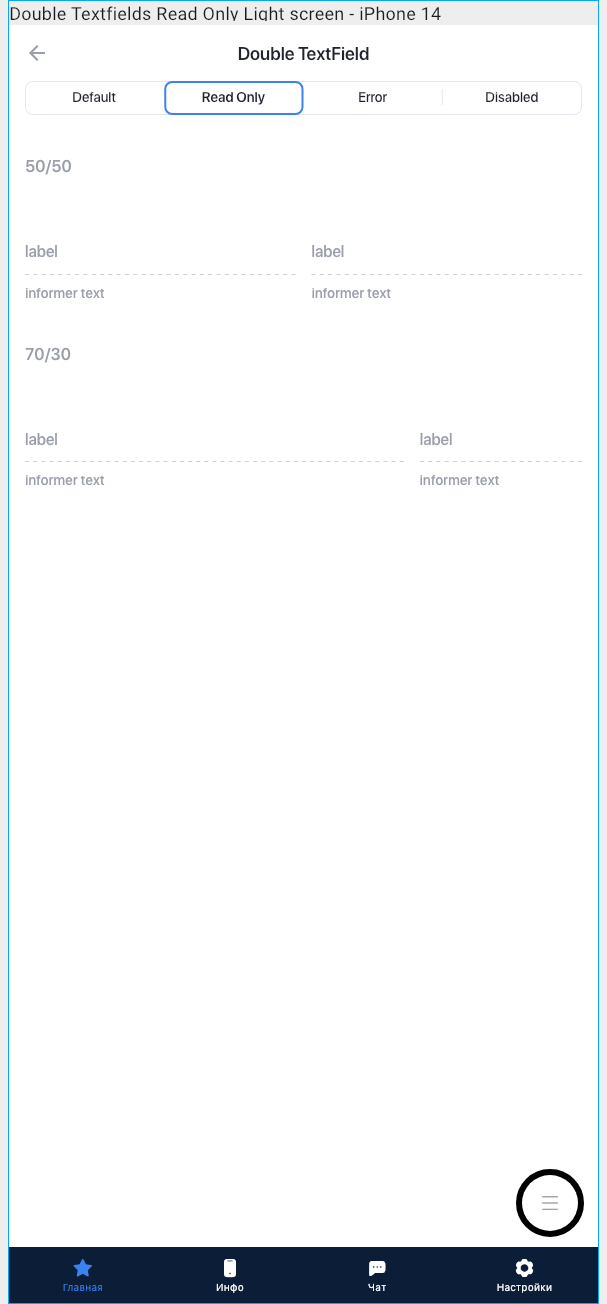 Double Textfields Read Only Light screen - iPhone 14
Double TextField
Default Read Only Error Disabled
50/50
label label
informer text informer text
70/30
label label
informer text informer text
Главная Инфо Чат Настройки